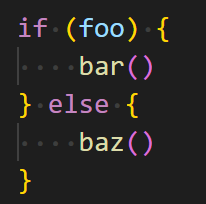 if (foo) {
    bar()
} else {
    baz()
}